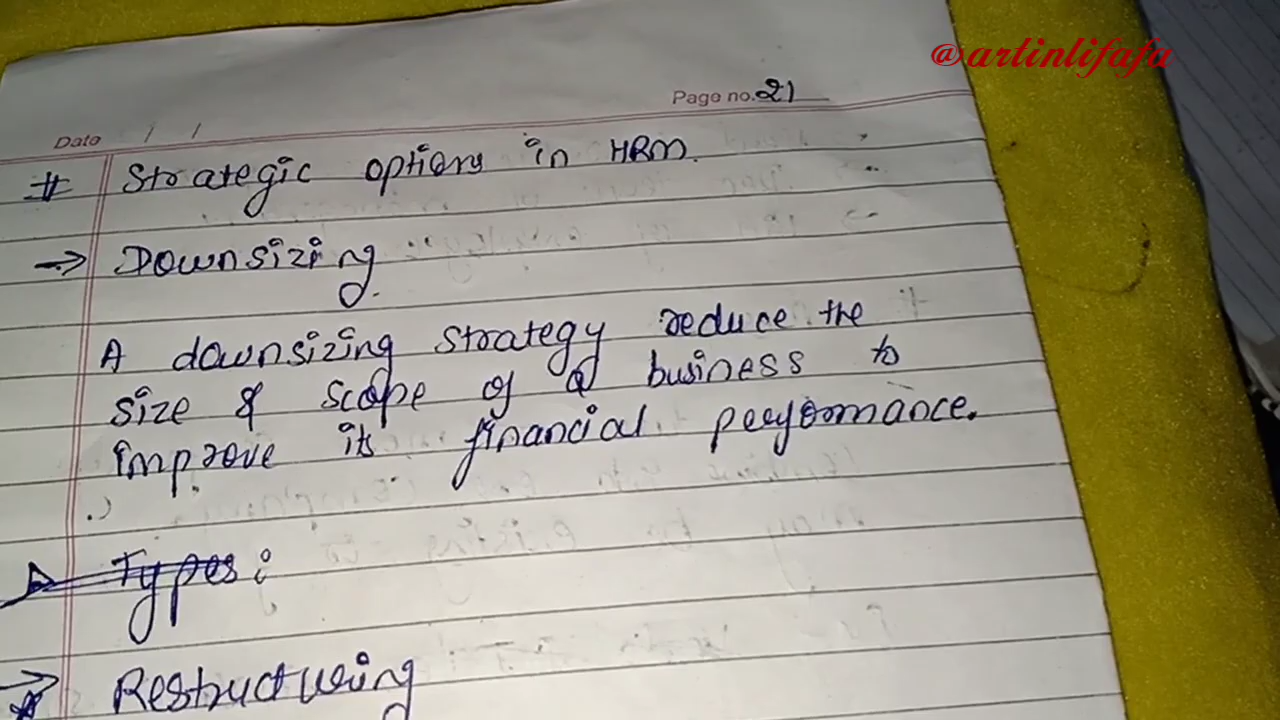 @artinlifafa
Page no. 21
Date / /
# Strategic options in HRM.
→ Downsizing
A downsizing strategy reduce the
size & scope of a business to
improve its financial performance.
Types:
→ Restructuring